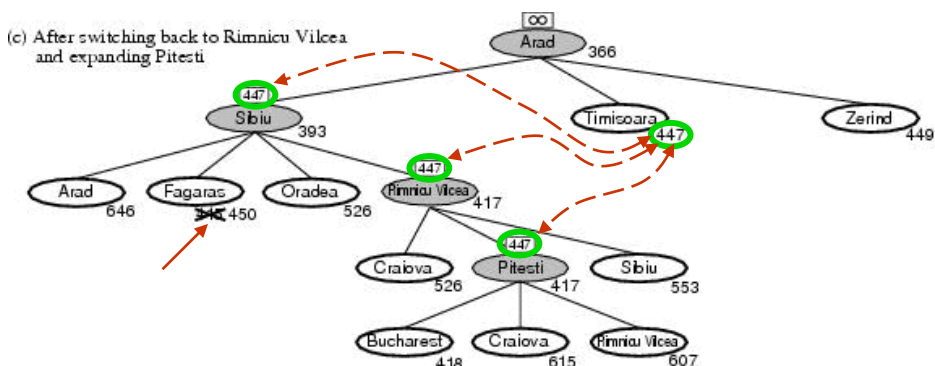 (c) After switching back to Rimnicu Vilcea
and expanding Pitesti
∞
Arad
366
447
Sibiu
393
Timisoara
447
Zerind
449
Arad
646
Fagaras
450
Oradea
526
447
Rimnicu Vilcea
417
Craiova
526
447
Pitesti
417
Sibiu
553
Bucharest
418
Craiova
615
Rimnicu Vilcea
607